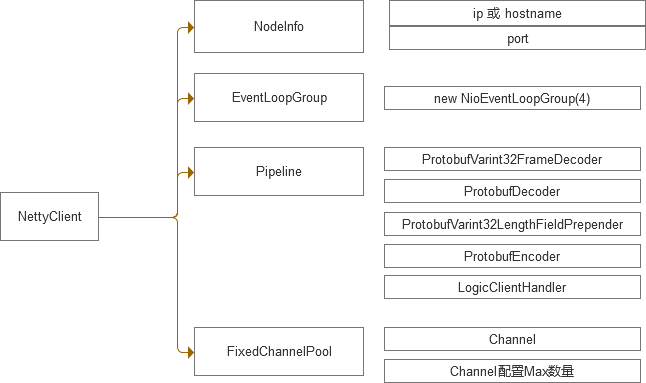 NettyClient
NodeInfo
ip 或 hostname
port
EventLoopGroup
new NioEventLoopGroup(4)
Pipeline
ProtobufVarint32FrameDecoder
ProtobufDecoder
ProtobufVarint32LengthFieldPrepender
ProtobufEncoder
LogicClientHandler
FixedChannelPool
Channel
Channel配置Max数量